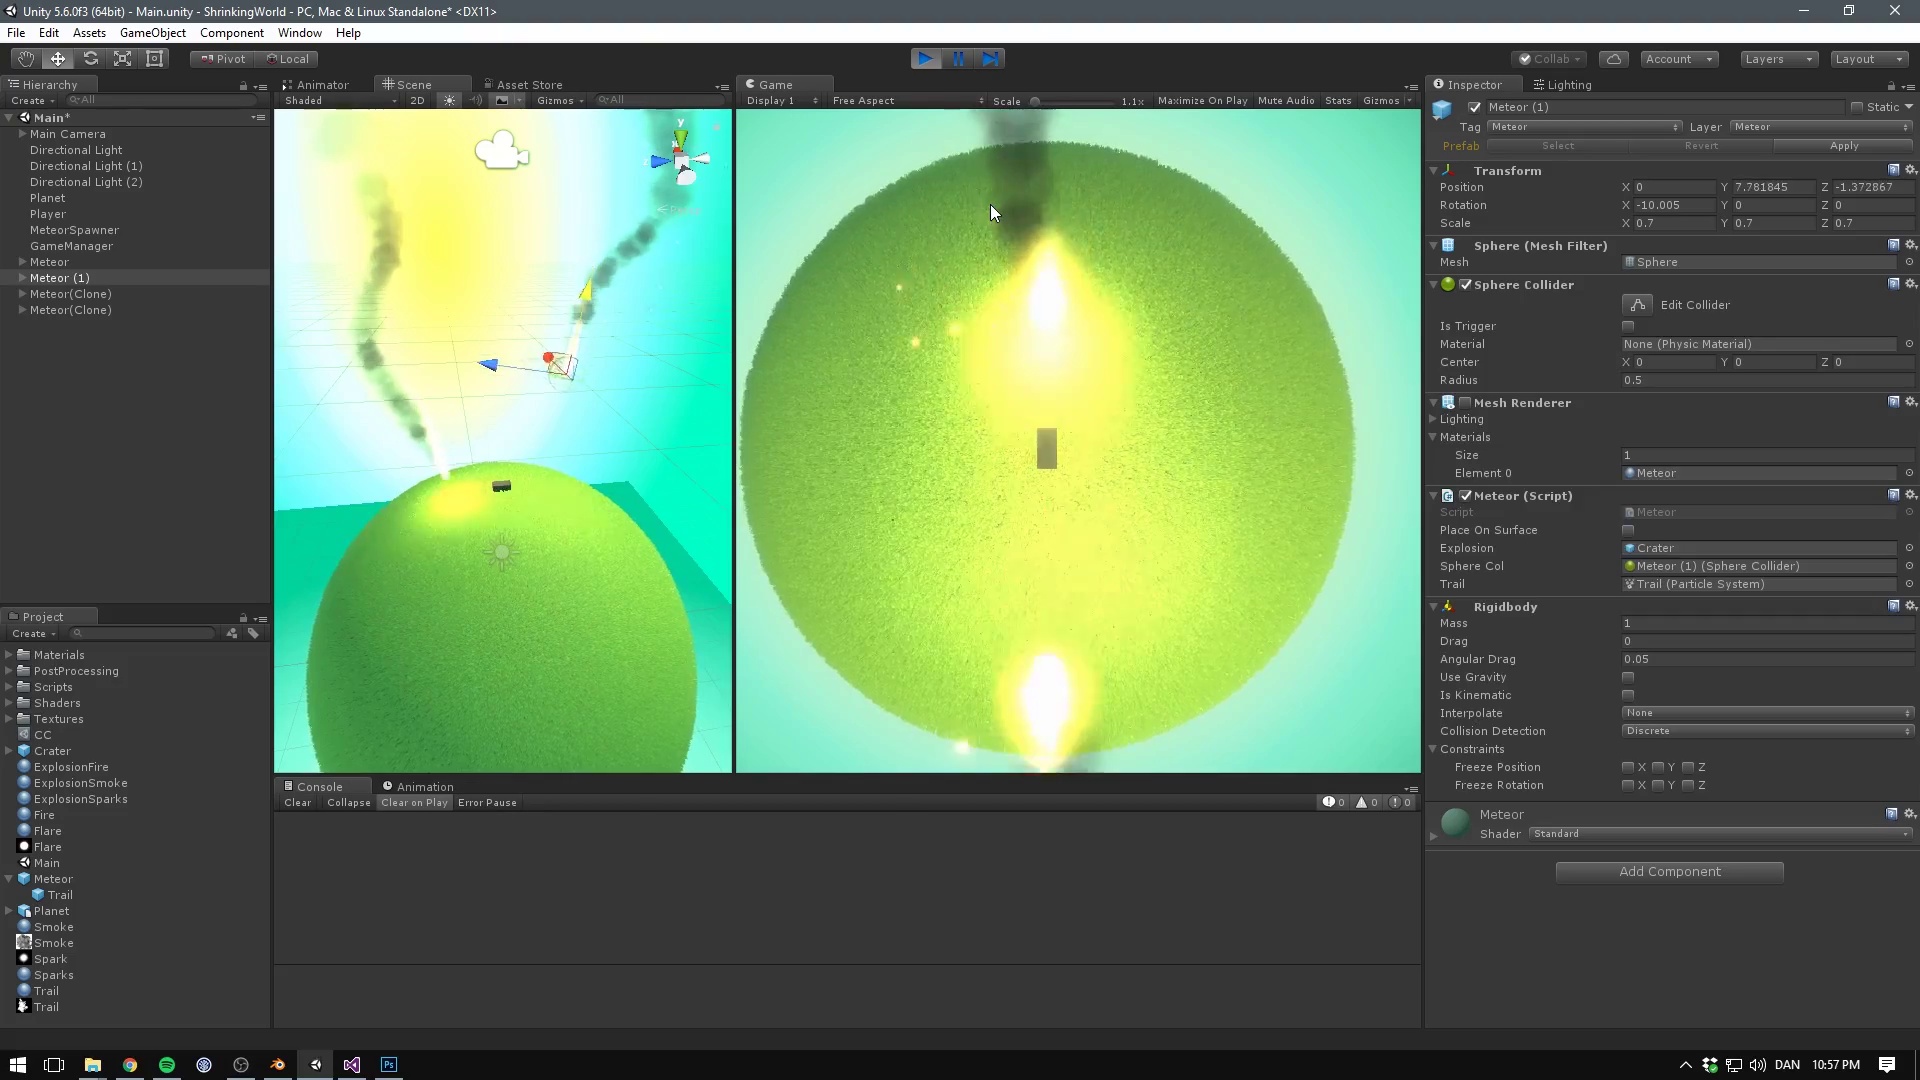 Unity 5.6.0f3 (64bit) - Main.unity - ShrinkingWorld - PC, Mac & Linux Standalone* <DX11>
File Edit Assets GameObject Component Window Help
Pivot Local Collab Account Layers Layout
Hierarchy Animator Scene Asset Store Game Inspector Lighting
Create All Shaded 2D Gizmos All Display 1 Free Aspect Scale 1.1x Maximize On Play Mute Audio Stats Gizmos
Main*
Main Camera
Directional Light
Directional Light (1)
Directional Light (2)
Planet
Player
MeteorSpawner
GameManager
Meteor
Meteor (1)
Meteor(Clone)
Meteor(Clone)
y
Project
Create
Materials
PostProcessing
Scripts
Shaders
Textures
CC
Crater
ExplosionFire
ExplosionSmoke
ExplosionSparks
Fire
Flare
Flare
Main
Meteor
Trail
Planet
Smoke
Smoke
Spark
Sparks
Trail
Trail
Console Animation
Clear Collapse Clear on Play Error Pause 0 0 0
Meteor (1) Static
Tag Meteor Layer Meteor
Prefab Select Revert Apply
Transform
Position X 0 Y 7.781845 Z -1.372867
Rotation X -10.005 Y 0 Z 0
Scale X 0.7 Y 0.7 Z 0.7
Sphere (Mesh Filter)
Mesh Sphere
Sphere Collider
Edit Collider
Is Trigger
Material None (Physic Material)
Center X 0 Y 0 Z 0
Radius 0.5
Mesh Renderer
Lighting
Materials
Size 1
Element 0 Meteor
Meteor (Script)
Script Meteor
Place On Surface
Explosion Crater
Sphere Col Meteor (1) (Sphere Collider)
Trail Trail (Particle System)
Rigidbody
Mass 1
Drag 0
Angular Drag 0.05
Use Gravity
Is Kinematic
Interpolate None
Collision Detection Discrete
Constraints
Freeze Position X Y Z
Freeze Rotation X Y Z
Meteor
Shader Standard
Add Component
Ps DAN 10:57 PM